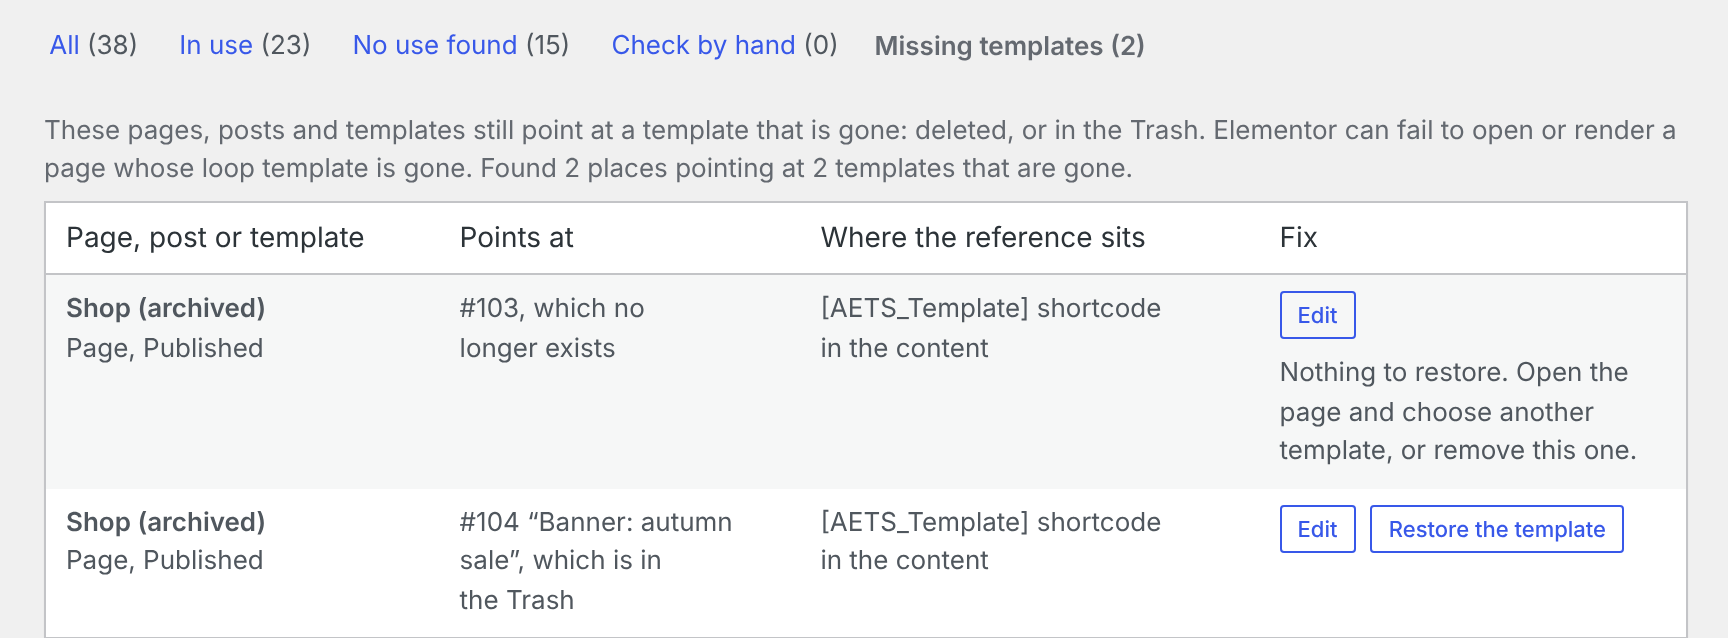 All (38) In use (23) No use found (15) Check by hand (0) Missing templates (2)
These pages, posts and templates still point at a template that is gone: deleted, or in the Trash. Elementor can fail to open or render a
page whose loop template is gone. Found 2 places pointing at 2 templates that are gone.
Page, post or template Points at Where the reference sits Fix
Shop (archived)
Page, Published
#103, which no
longer exists
[AETS_Template] shortcode
in the content
Edit
Nothing to restore. Open the
page and choose another
template, or remove this one.
Shop (archived)
Page, Published
#104 “Banner: autumn
sale”, which is in
the Trash
[AETS_Template] shortcode
in the content
Edit Restore the template